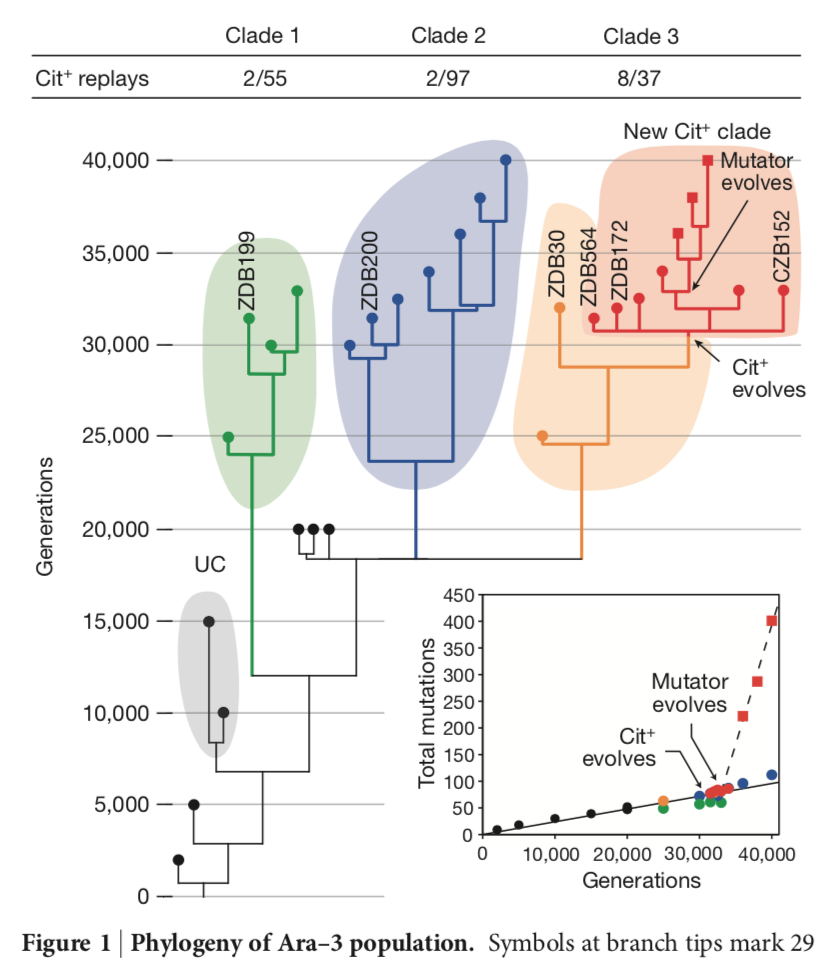 Clade 1 Clade 2 Clade 3
Cit⁺ replays 2/55 2/97 8/37
New Cit⁺ clade
40,000
Mutator
evolves
35,000
ZDB199
ZDB200
ZDB30
ZDB564
ZDB172
CZB152
30,000
Cit⁺
evolves
25,000
Generations
20,000
UC
15,000
10,000
5,000
0
450
400
350
300
250
200
150
100
50
0
Total mutations
Mutator
evolves
Cit⁺
evolves
0 10,000 20,000 30,000 40,000
Generations
Figure 1 | Phylogeny of Ara–3 population. Symbols at branch tips mark 29